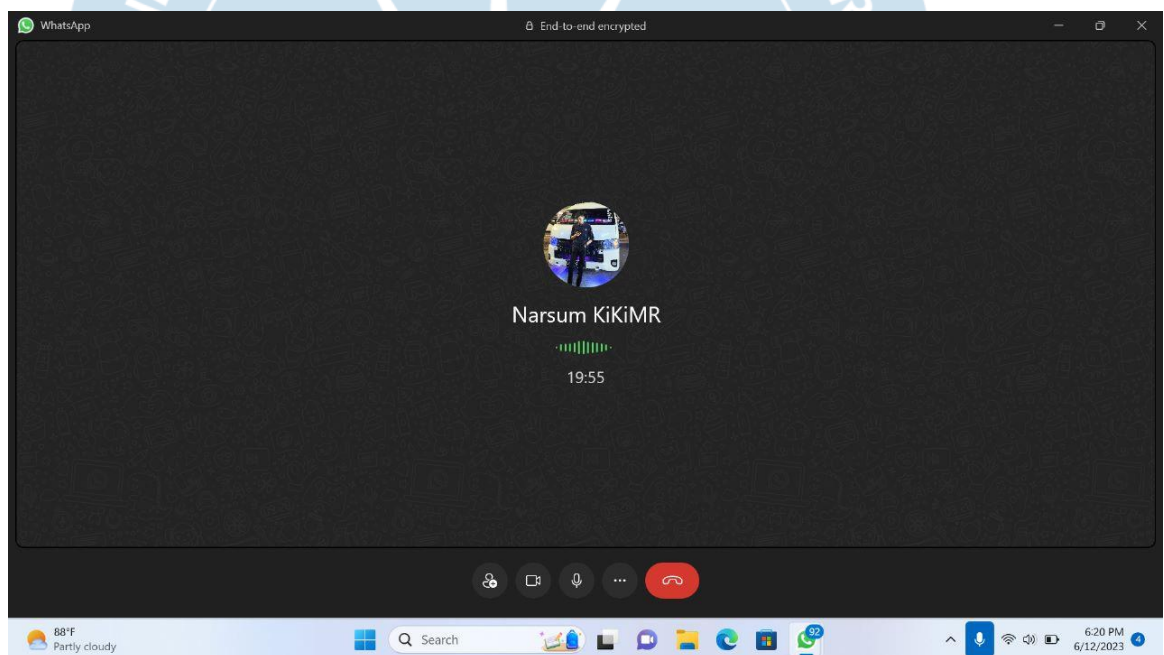 WhatsApp
End-to-end encrypted
Narsum KiKiMR
19:55
88°F
Partly cloudy
Search
92
6:20 PM
6/12/2023
4